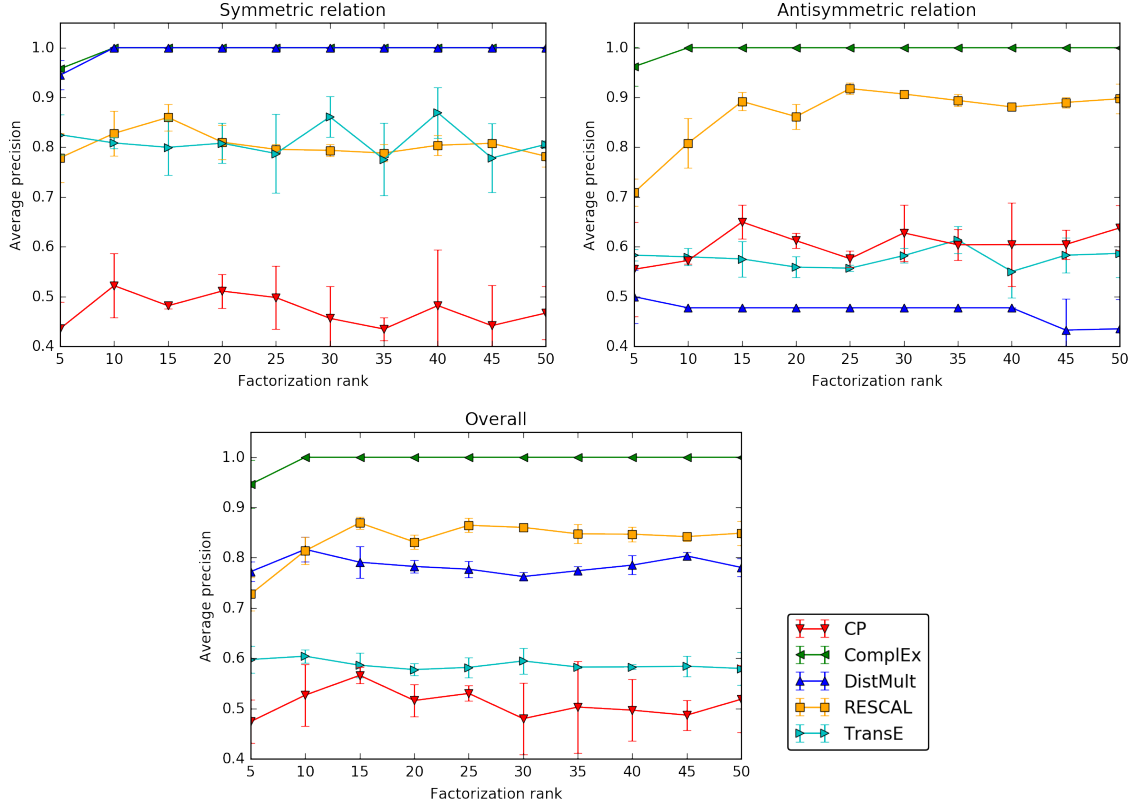 Symmetric relation
Average precision
1.0
0.9
0.8
0.7
0.6
0.5
0.4
5 10 15 20 25 30 35 40 45 50
Factorization rank
Antisymmetric relation
Average precision
1.0
0.9
0.8
0.7
0.6
0.5
0.4
5 10 15 20 25 30 35 40 45 50
Factorization rank
Overall
Average precision
1.0
0.9
0.8
0.7
0.6
0.5
0.4
5 10 15 20 25 30 35 40 45 50
Factorization rank
CP
ComplEx
DistMult
RESCAL
TransE